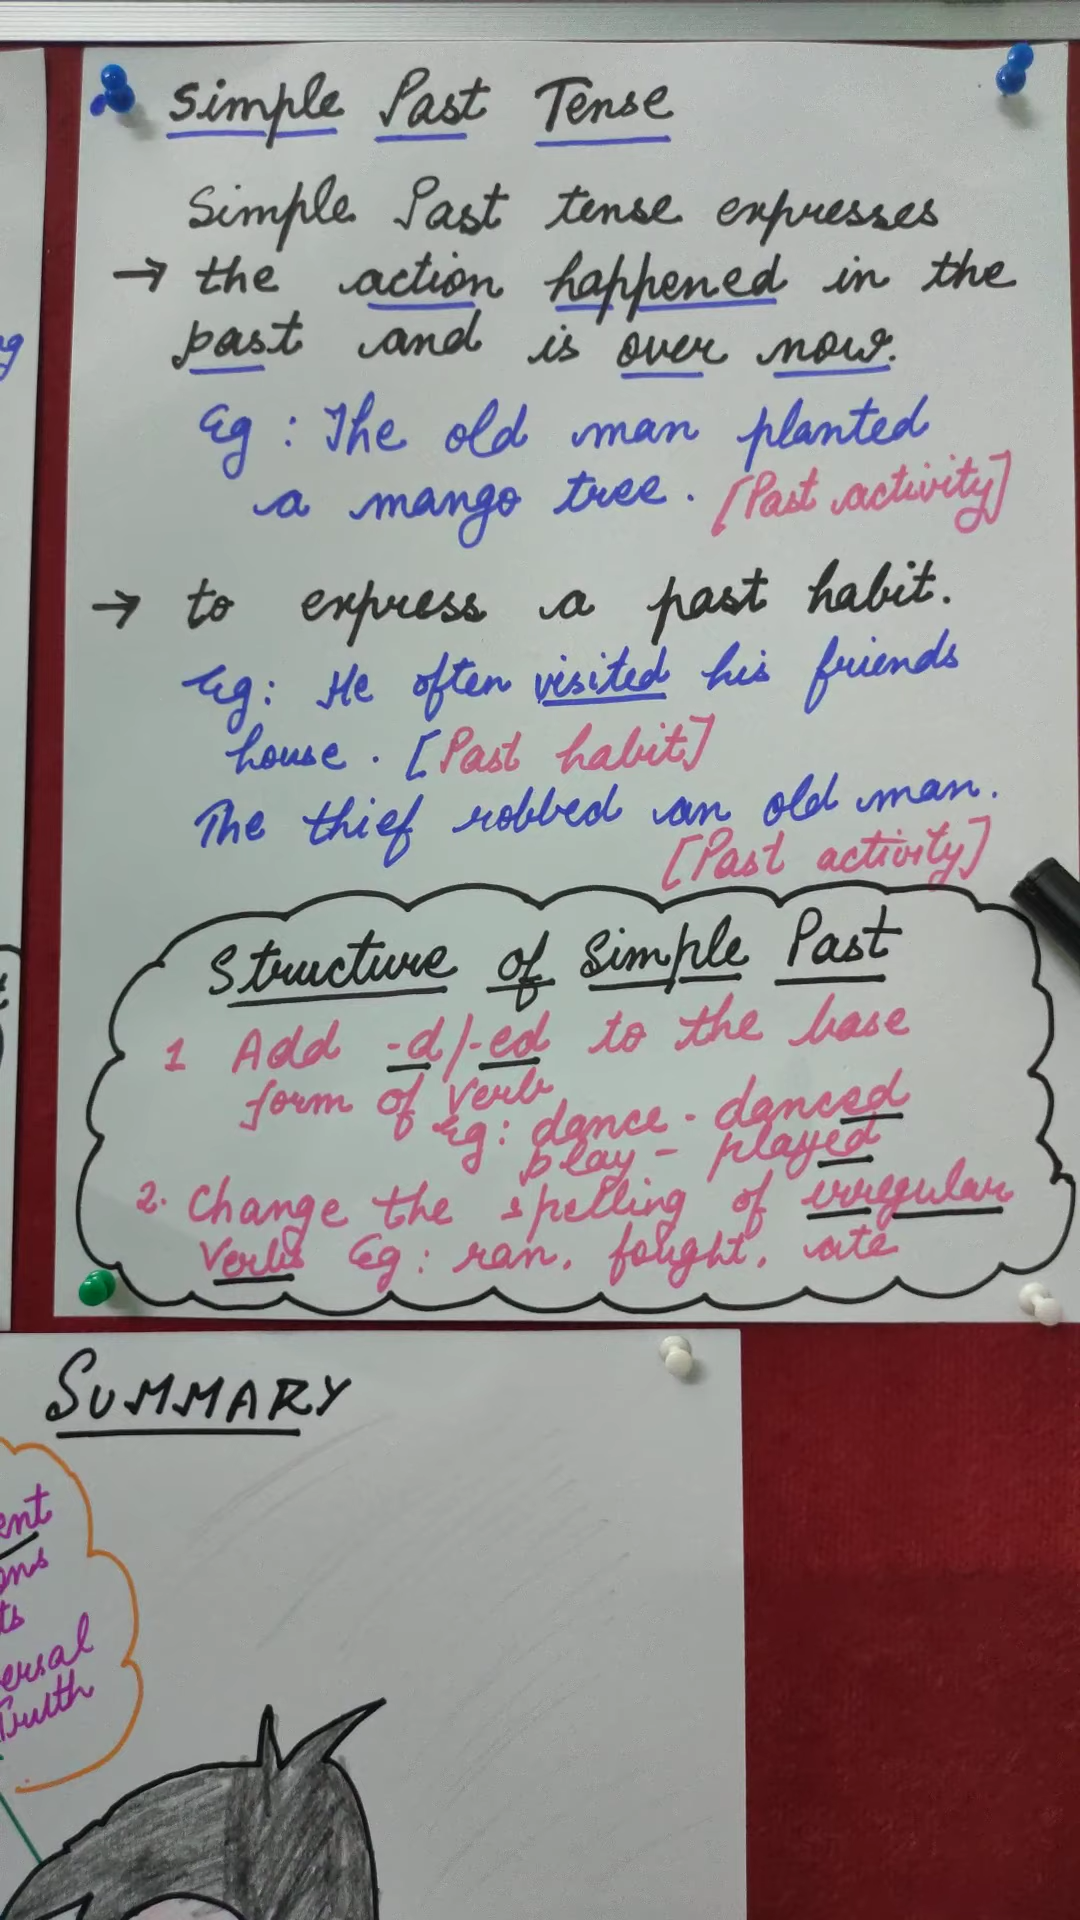 Simple Past Tense
Simple Past tense expresses
→ the action happened in the
past and is over now.
Eg : The old man planted
a mango tree. [Past activity]
→ to express a past habit.
Eg: He often visited his friends
house. [Past habit]
The thief robbed an old man.
[Past activity]
Structure of Simple Past
1 Add -d/-ed to the base
form of verb
Eg: dance - danced
play - played
2. Change the spelling of irregular
verbs Eg: ran, fought, ate
SUMMARY
Truth